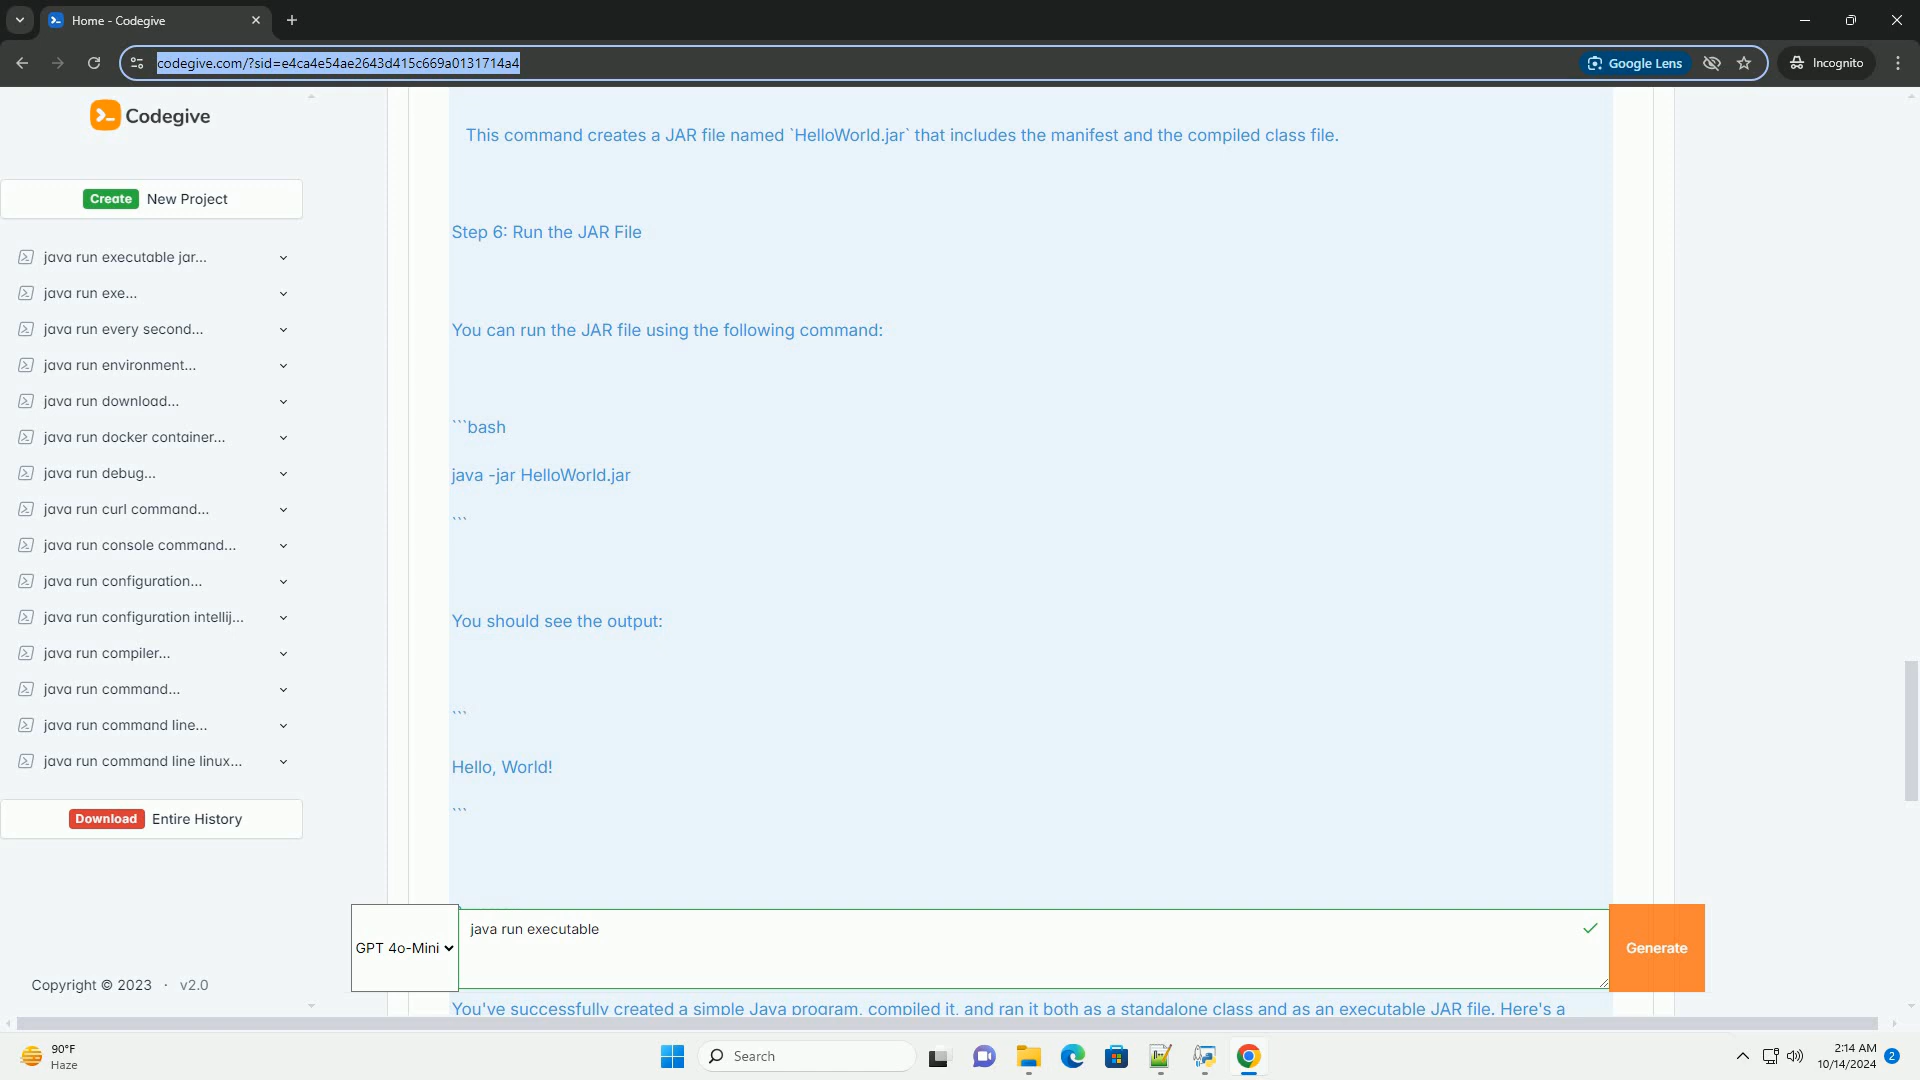 Home - Codegive
codegive.com/?sid=e4ca4e54ae2643d415c669a0131714a4
Google Lens
Incognito
Codegive
Create New Project
java run executable jar...
java run exe...
java run every second...
java run environment...
java run download...
java run docker container...
java run debug...
java run curl command...
java run console command...
java run configuration...
java run configuration intellij...
java run compiler...
java run command...
java run command line...
java run command line linux...
Download Entire History
Copyright © 2023 · v2.0
This command creates a JAR file named `HelloWorld.jar` that includes the manifest and the compiled class file.
Step 6: Run the JAR File
You can run the JAR file using the following command:
```bash
java -jar HelloWorld.jar
```
You should see the output:
```
Hello, World!
```
GPT 4o-Mini
java run executable
Generate
You've successfully created a simple Java program, compiled it, and ran it both as a standalone class and as an executable JAR file. Here's a
90°F
Haze
Search
2:14 AM
10/14/2024
2